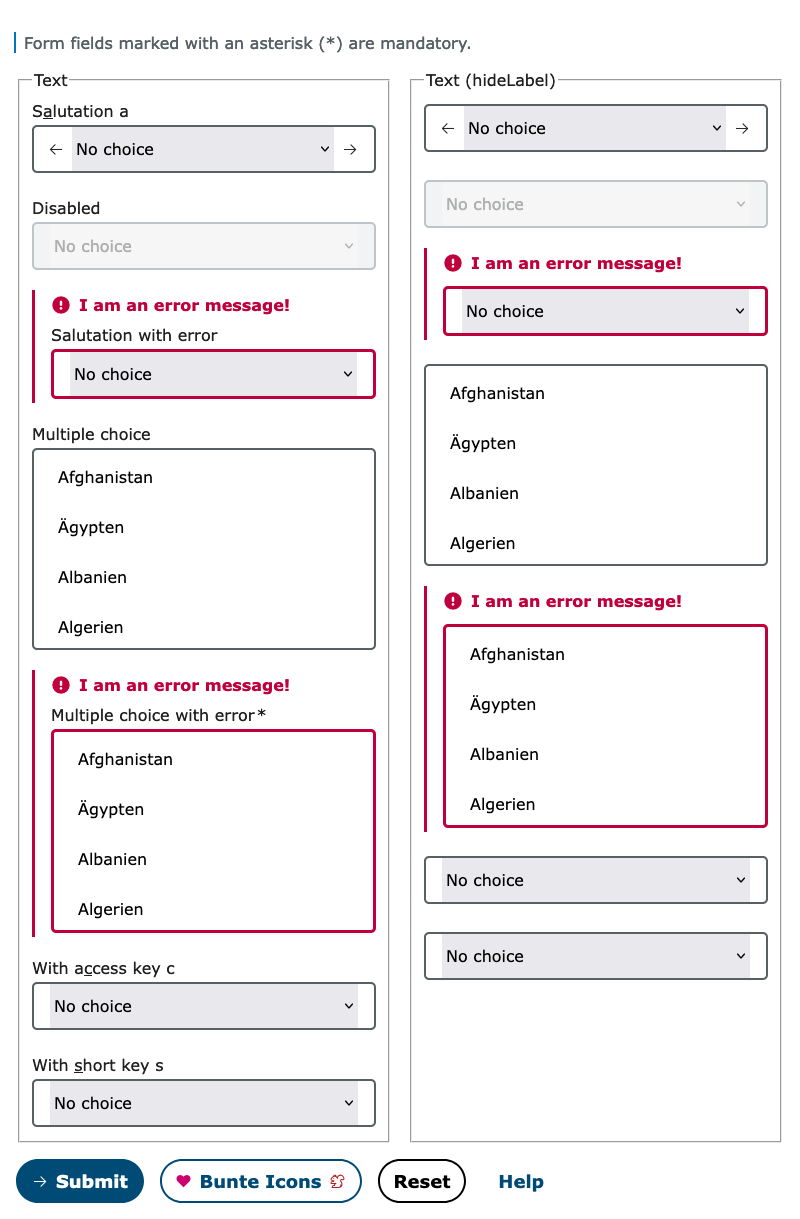 Form fields marked with an asterisk (*) are mandatory.
Text
Salutation a
← No choice →
Disabled
No choice
I am an error message!
Salutation with error
No choice
Multiple choice
Afghanistan
Ägypten
Albanien
Algerien
I am an error message!
Multiple choice with error*
Afghanistan
Ägypten
Albanien
Algerien
With access key c
No choice
With short key s
No choice
Text (hideLabel)
← No choice →
No choice
I am an error message!
No choice
Afghanistan
Ägypten
Albanien
Algerien
I am an error message!
Afghanistan
Ägypten
Albanien
Algerien
No choice
No choice
→ Submit
Bunte Icons
Reset
Help